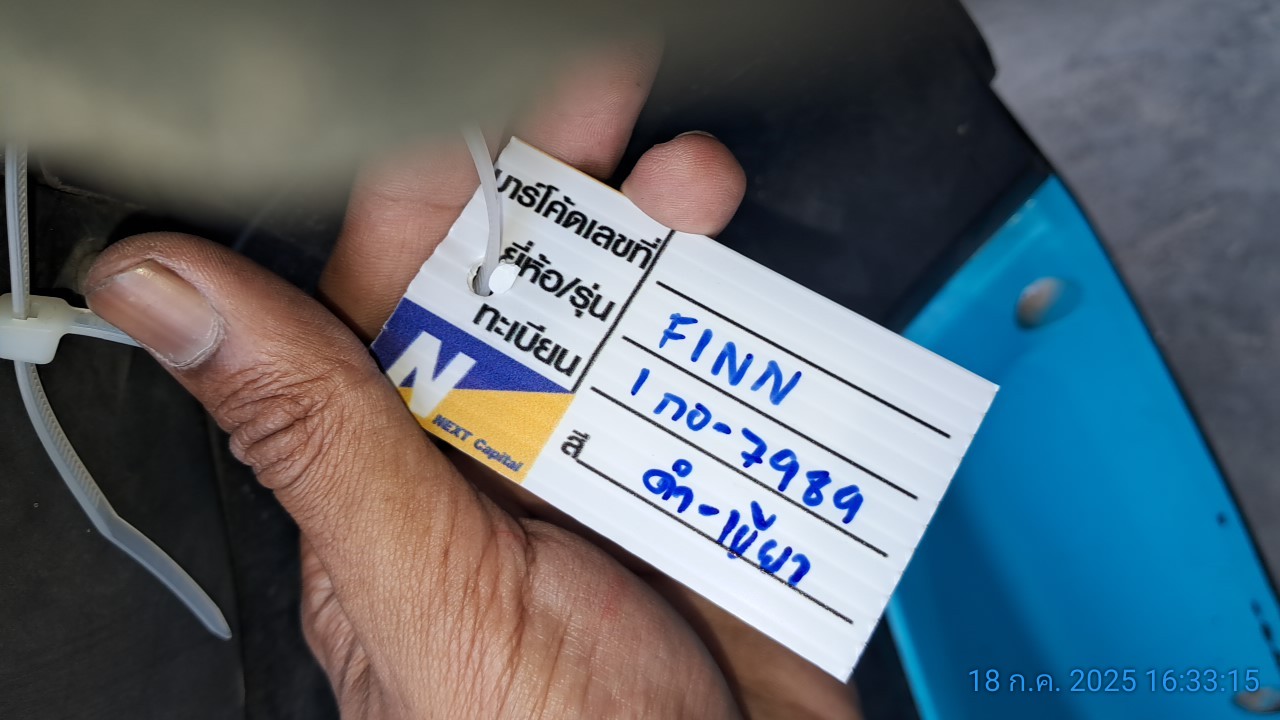 บาร์โค้ดเลขที่
ยี่ห้อ/รุ่น FINN
ทะเบียน 1 กอ-7989
สี ดำ-เขียว
N
NEXT Capital
18 ก.ค. 2025 16:33:15